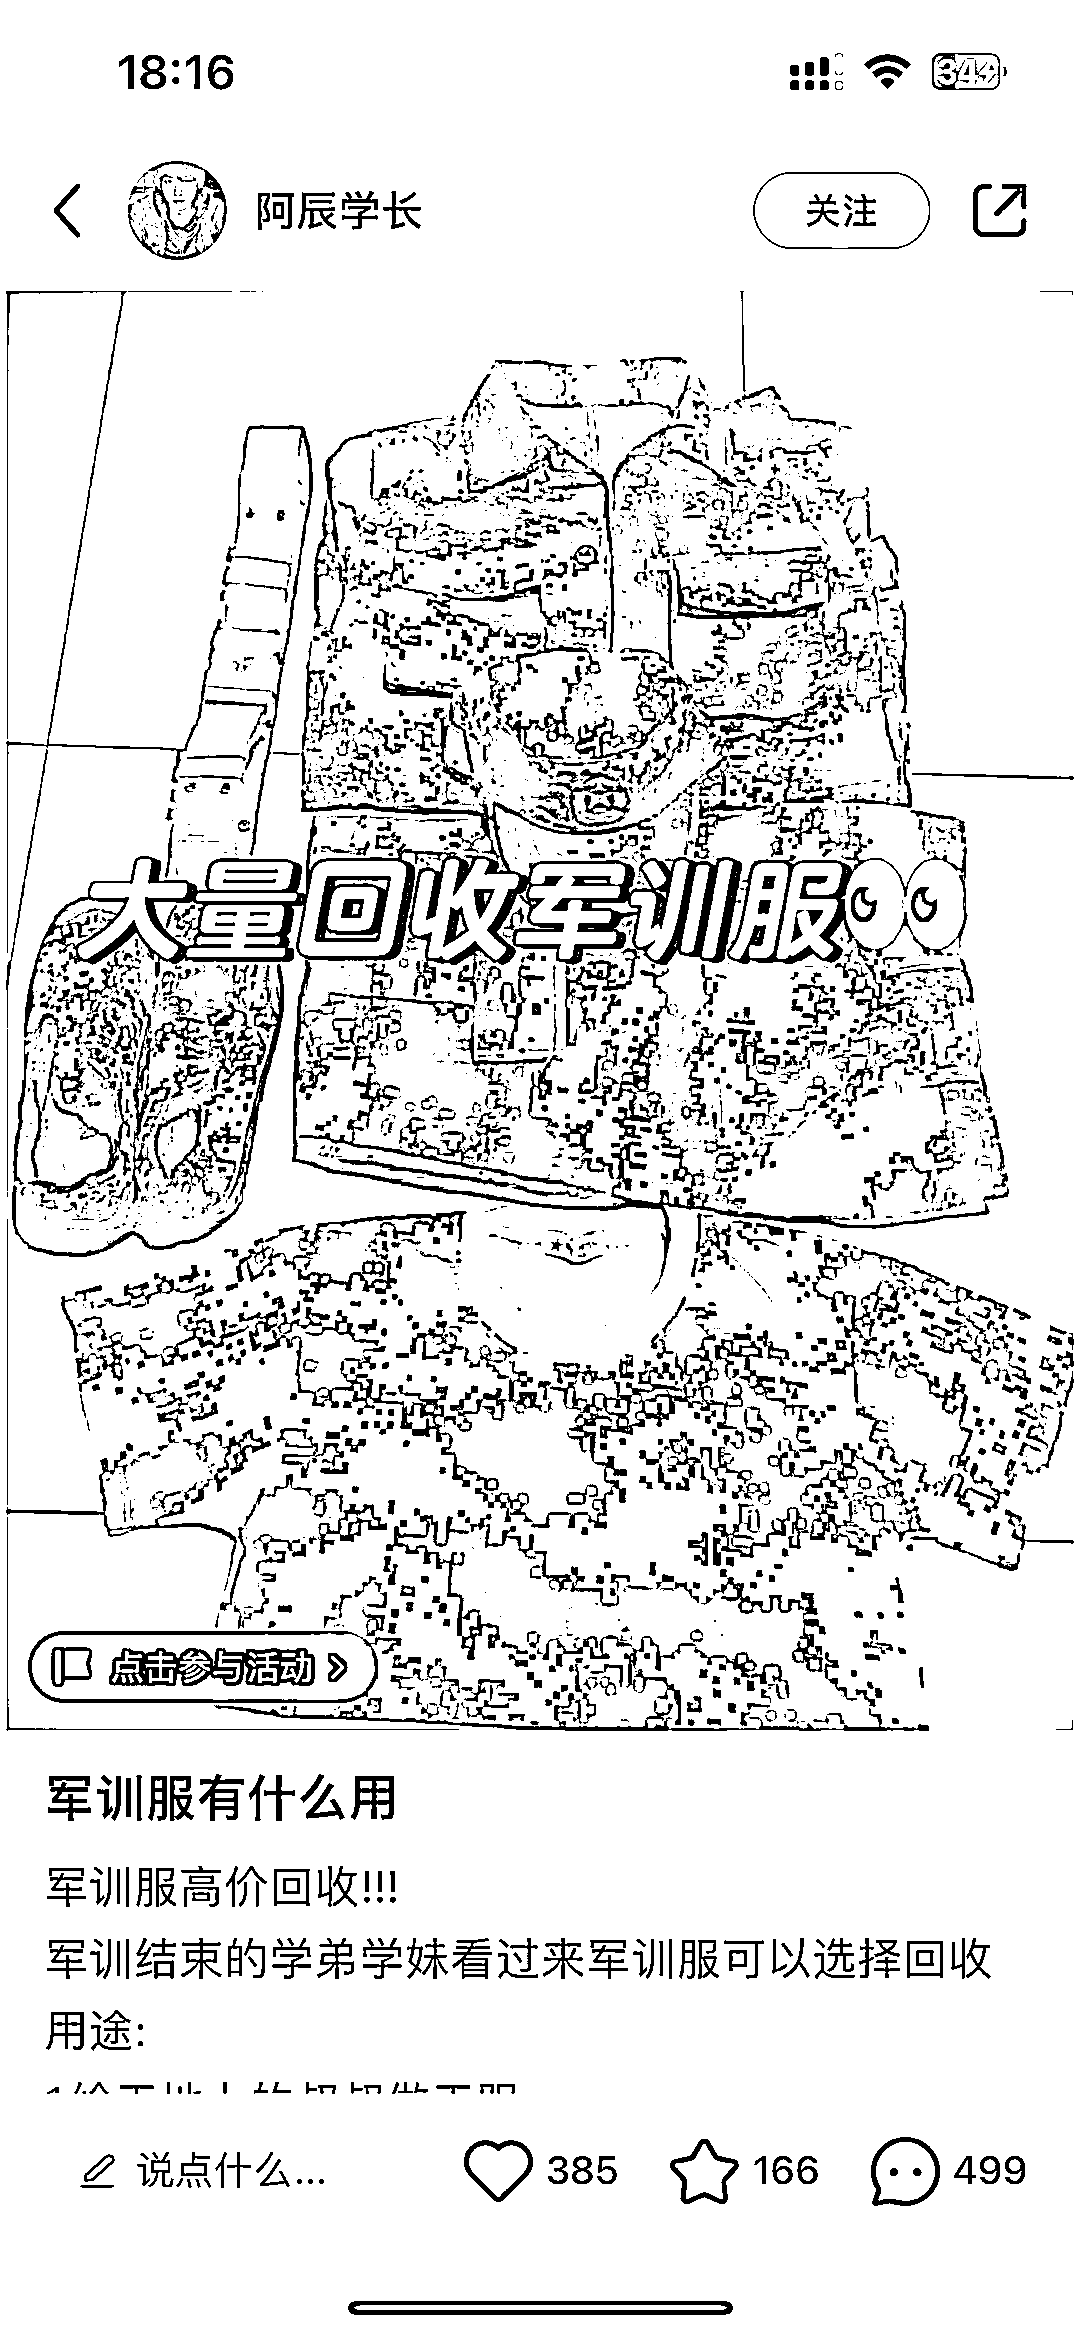 18:16
34
阿辰学长
关注
大量回收军训服👀
点击参与活动
军训服有什么用
军训服高价回收!!!
军训结束的学弟学妹看过来军训服可以选择回收
用途:
说点什么...
385
166
499